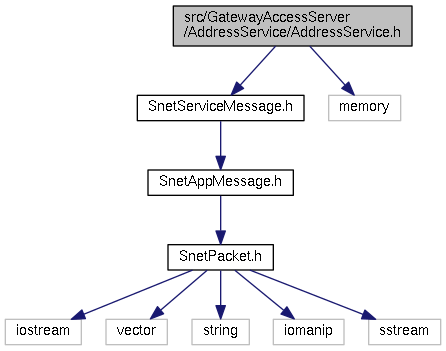 src/GatewayAccessServer
/AddressService/AddressService.h
SnetServiceMessage.h
memory
SnetAppMessage.h
SnetPacket.h
iostream
vector
string
iomanip
sstream